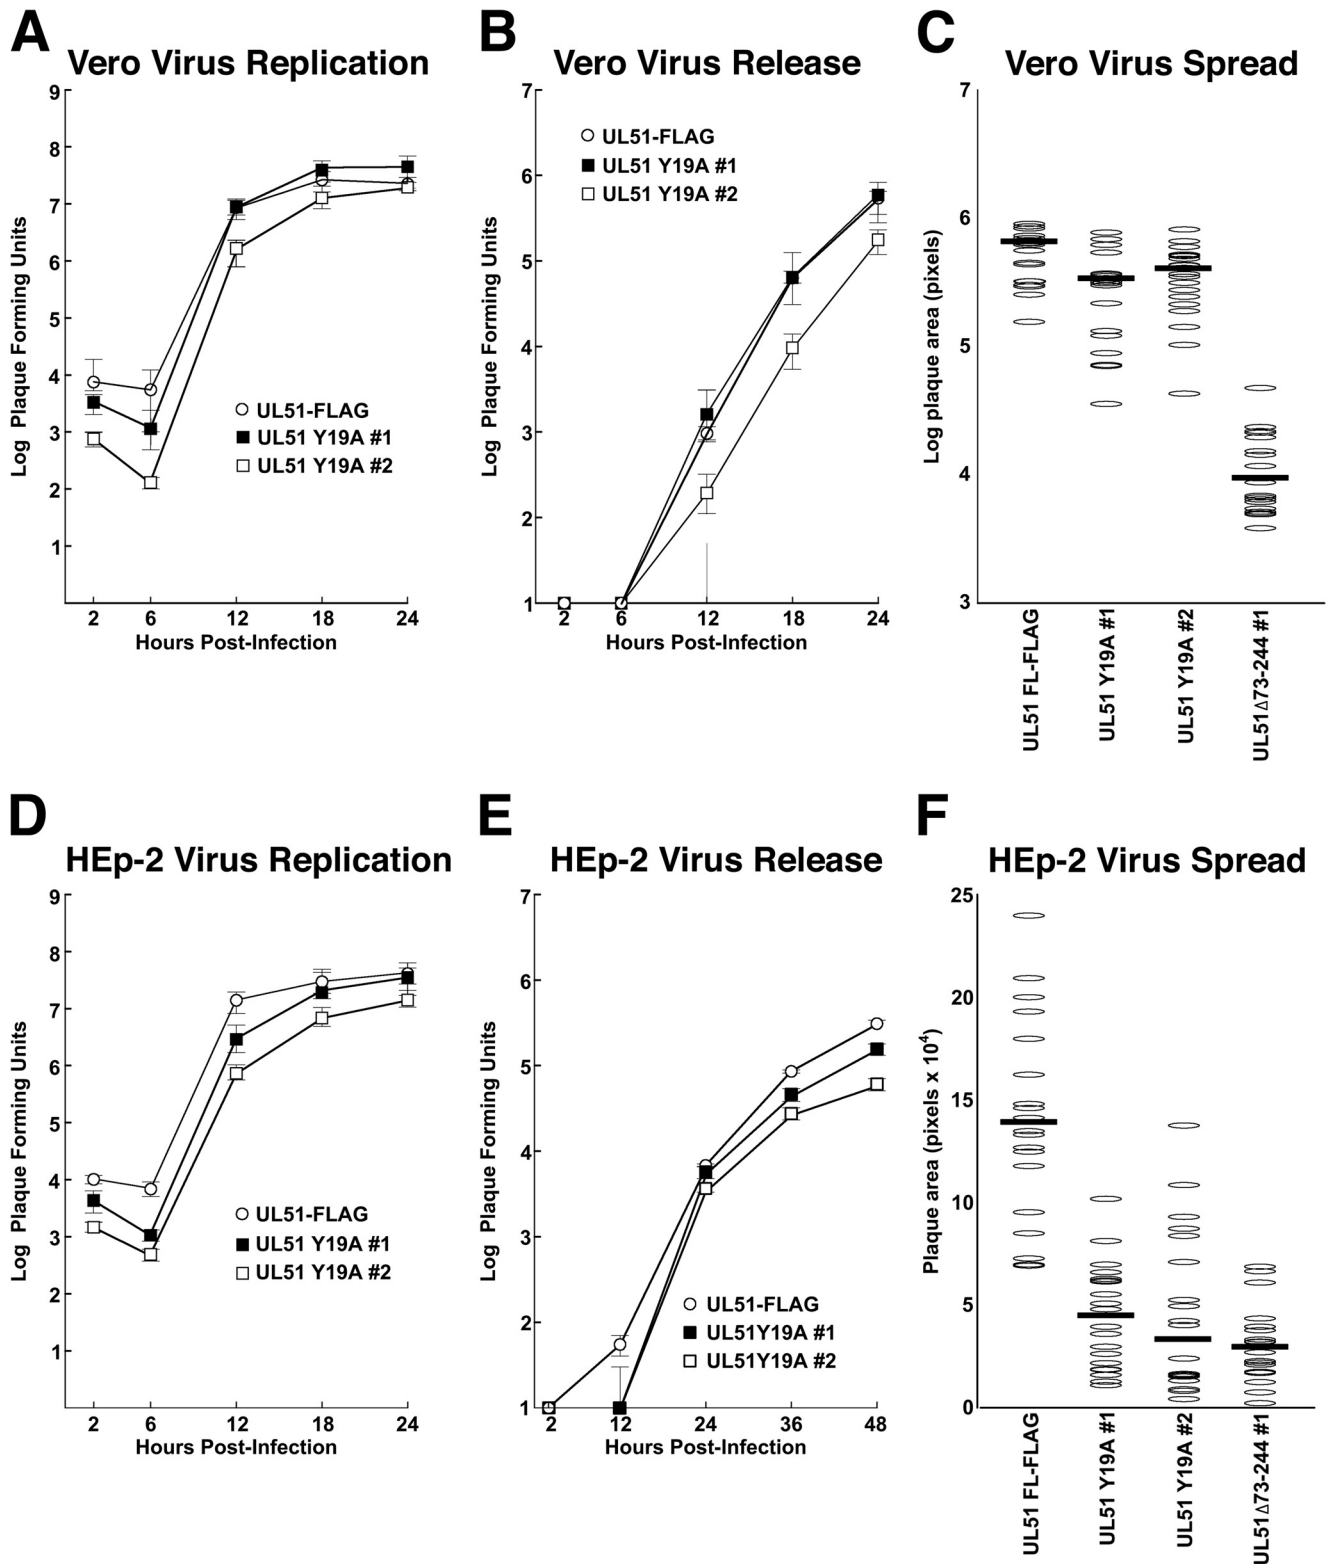 A
Vero Virus Replication
Log Plaque Forming Units
9
8
7
6
5
4
3
2
1
UL51-FLAG
UL51 Y19A #1
UL51 Y19A #2
2 6 12 18 24
Hours Post-Infection
B
Vero Virus Release
Log Plaque Forming Units
7
6
5
4
3
2
1
UL51-FLAG
UL51 Y19A #1
UL51 Y19A #2
2 6 12 18 24
Hours Post-Infection
C
Vero Virus Spread
Log plaque area (pixels)
7
6
5
4
3
UL51 FL-FLAG
UL51 Y19A #1
UL51 Y19A #2
UL51Δ73-244 #1
D
HEp-2 Virus Replication
Log Plaque Forming Units
9
8
7
6
5
4
3
2
1
UL51-FLAG
UL51 Y19A #1
UL51 Y19A #2
2 6 12 18 24
Hours Post-Infection
E
HEp-2 Virus Release
Log Plaque Forming Units
7
6
5
4
3
2
1
UL51-FLAG
UL51Y19A #1
UL51Y19A #2
2 12 24 36 48
Hours Post-Infection
F
HEp-2 Virus Spread
Plaque area (pixels x 10⁴)
25
20
15
10
5
0
UL51 FL-FLAG
UL51 Y19A #1
UL51 Y19A #2
UL51Δ73-244 #1